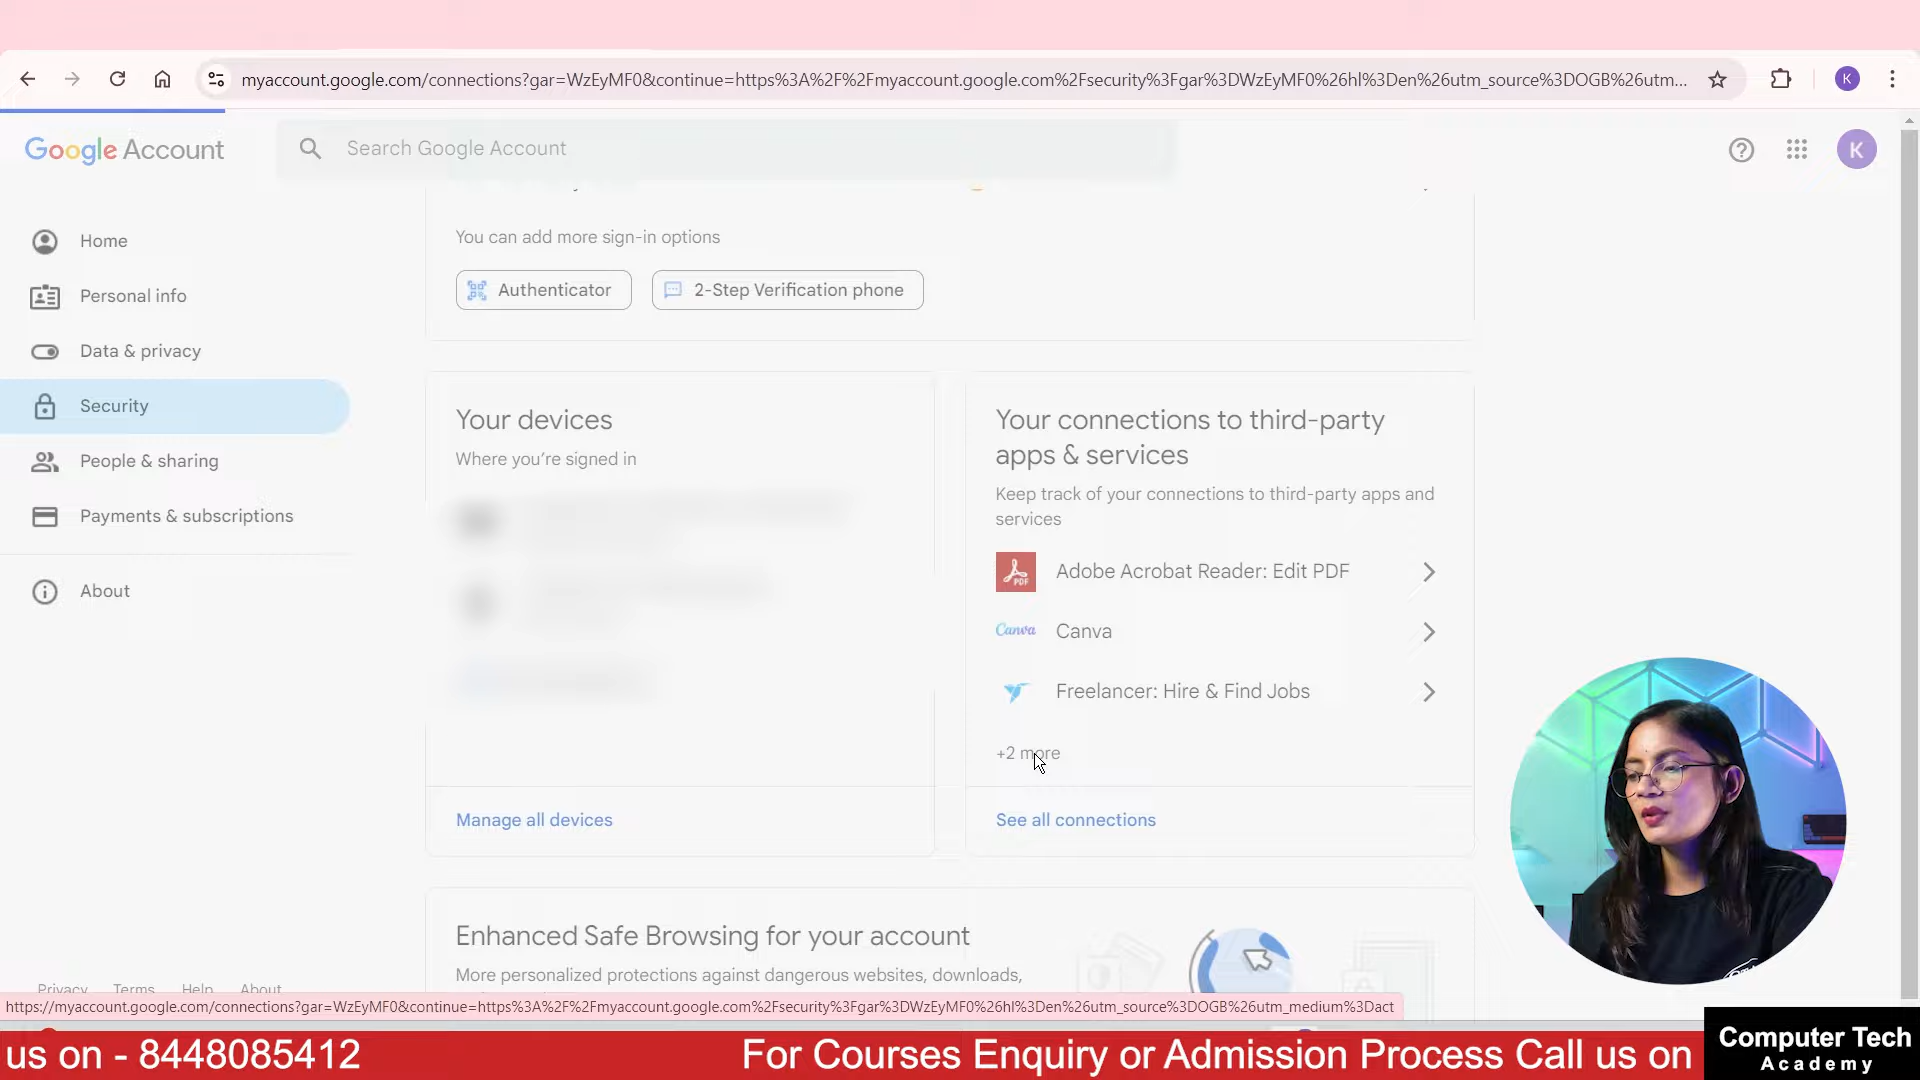 myaccount.google.com/connections?gar=WzEyMF0&continue=https%3A%2F%2Fmyaccount.google.com%2Fsecurity%3Fgar%3DWzEyMF0%26hl%3Den%26utm_source%3DOGB%26utm...
K
Google Account
Search Google Account
K
Home
Personal info
Data & privacy
Security
People & sharing
Payments & subscriptions
About
You can add more sign-in options
Authenticator
2-Step Verification phone
Your devices
Where you're signed in
Manage all devices
Your connections to third-party
apps & services
Keep track of your connections to third-party apps and
services
PDF
Adobe Acrobat Reader: Edit PDF
Canva
Canva
Freelancer: Hire & Find Jobs
+2 more
See all connections
Enhanced Safe Browsing for your account
More personalized protections against dangerous websites, downloads,
Privacy Terms Help About
https://myaccount.google.com/connections?gar=WzEyMF0&continue=https%3A%2F%2Fmyaccount.google.com%2Fsecurity%3Fgar%3DWzEyMF0%26hl%3Den%26utm_source%3DOGB%26utm_medium%3Dact
us on - 8448085412
For Courses Enquiry or Admission Process Call us on
Computer Tech
Academy